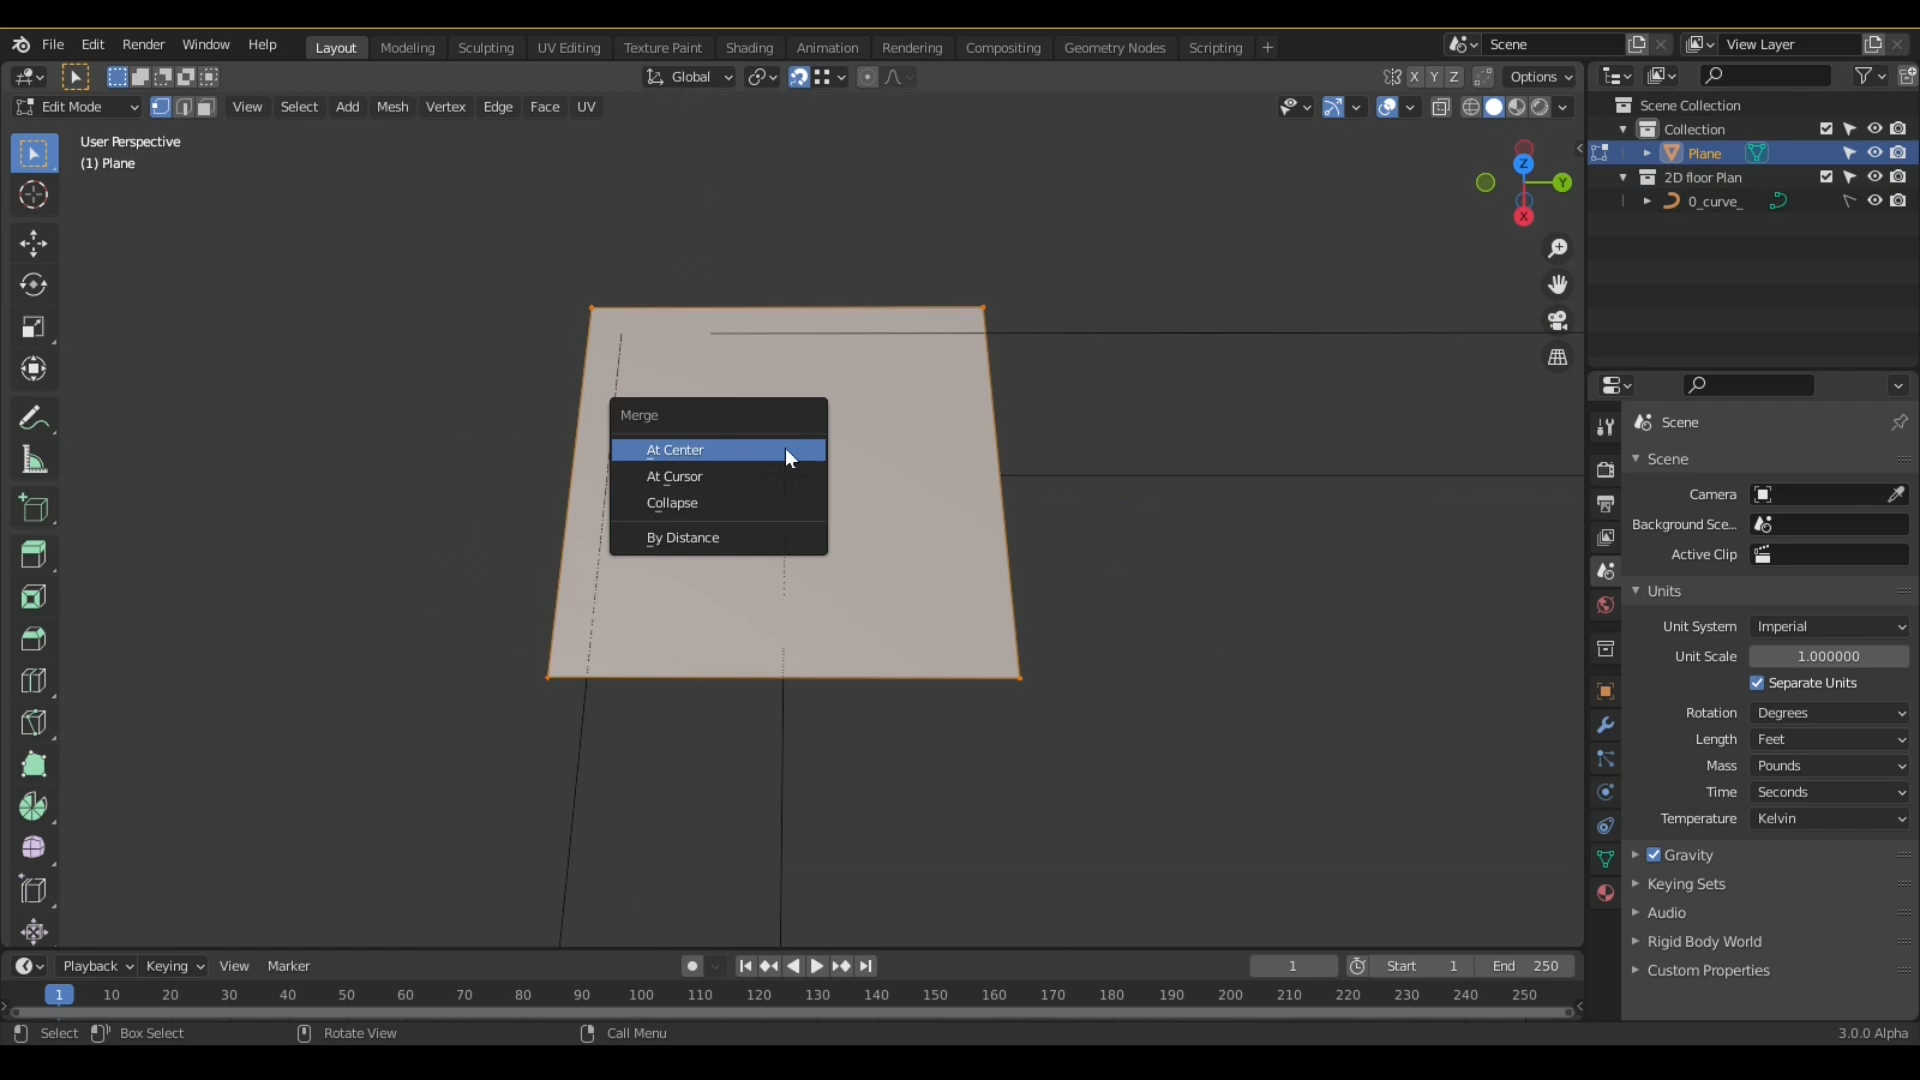 File Edit Render Window Help Layout Modeling Sculpting UV Editing Texture Paint Shading Animation Rendering Compositing Geometry Nodes Scripting + Scene View Layer
Global X Y Z Options
Edit Mode View Select Add Mesh Vertex Edge Face UV
User Perspective
(1) Plane
Z
Y
X
Merge
At Center
At Cursor
Collapse
By Distance
Scene Collection
Collection
Plane
2D floor Plan
0_curve_
Scene
Scene
Camera
Background Sce...
Active Clip
Units
Unit System Imperial
Unit Scale 1.000000
Separate Units
Rotation Degrees
Length Feet
Mass Pounds
Time Seconds
Temperature Kelvin
Gravity
Keying Sets
Audio
Rigid Body World
Custom Properties
Playback Keying View Marker 1 Start 1 End 250
1 10 20 30 40 50 60 70 80 90 100 110 120 130 140 150 160 170 180 190 200 210 220 230 240 250
Select Box Select Rotate View Call Menu 3.0.0 Alpha